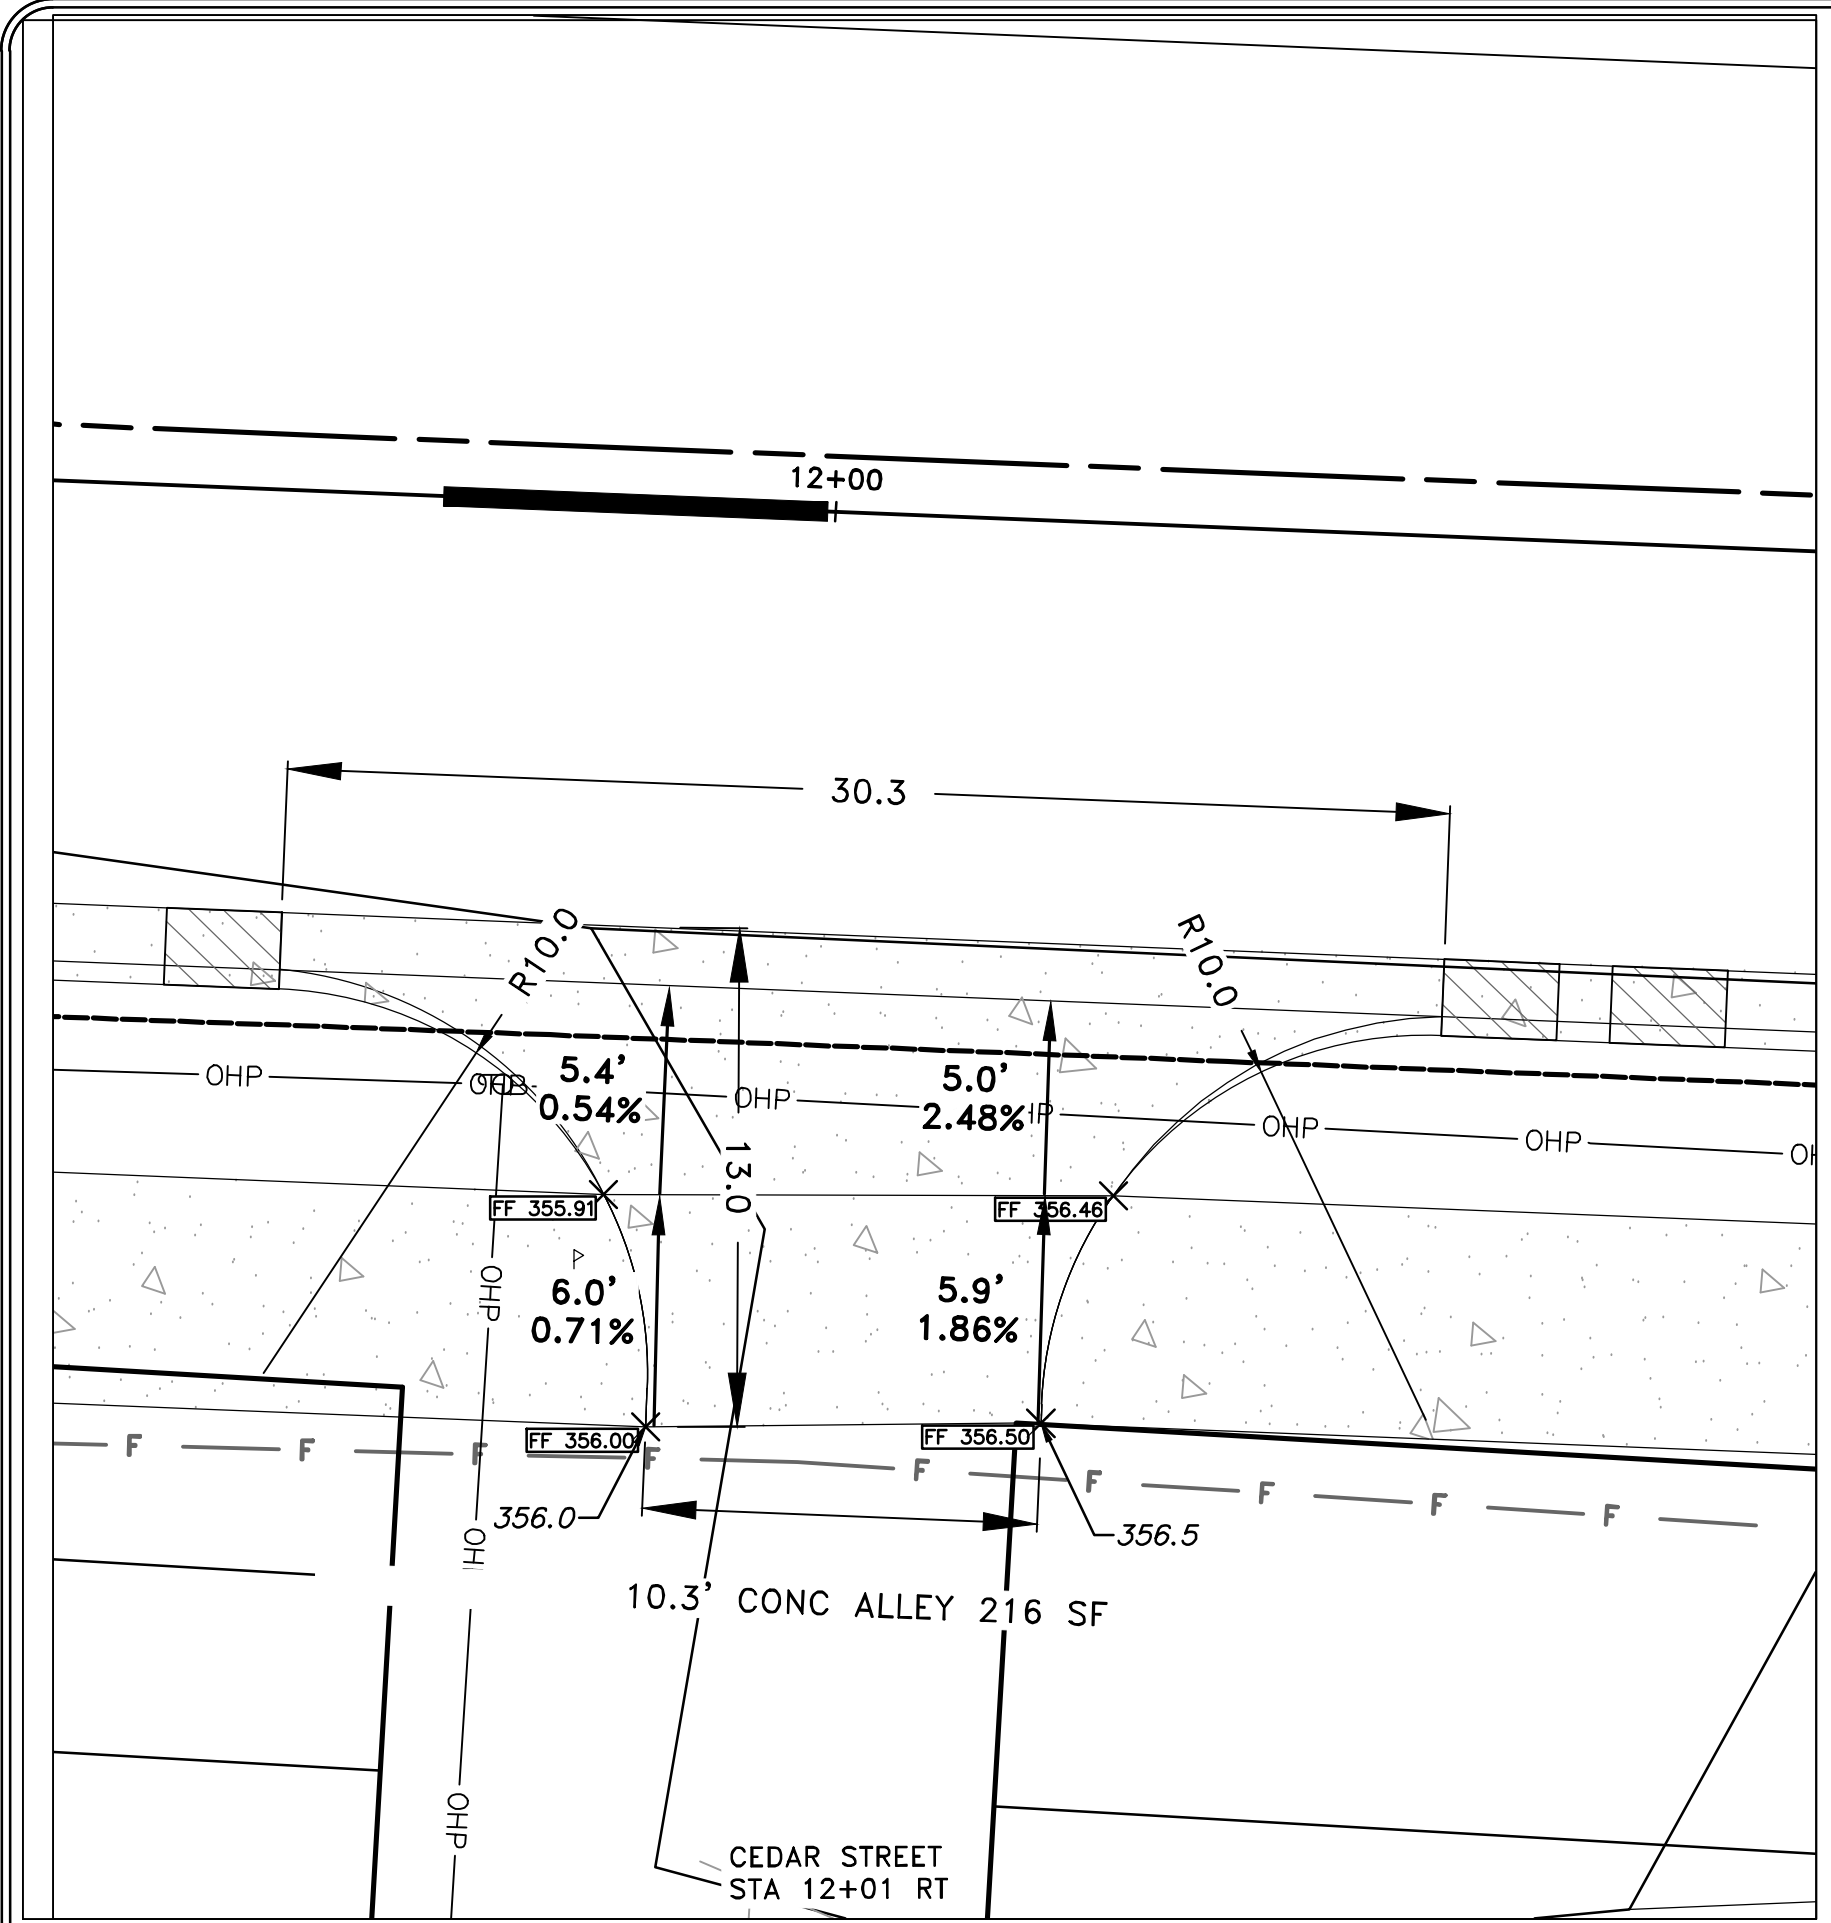 12+00
30.3
R10.0
R10.0
5.4’
0.54%
5.0’
2.48%
OHP
OHP
OHP
OHP
13.0
FF 355.91
FF 356.46
OHP
6.0’
0.71%
5.9’
1.86%
FF 356.00
FF 356.50
F F F F F F F F F
356.0
356.5
10.3’ CONC ALLEY 216 SF
OHP
CEDAR STREET
STA 12+01 RT